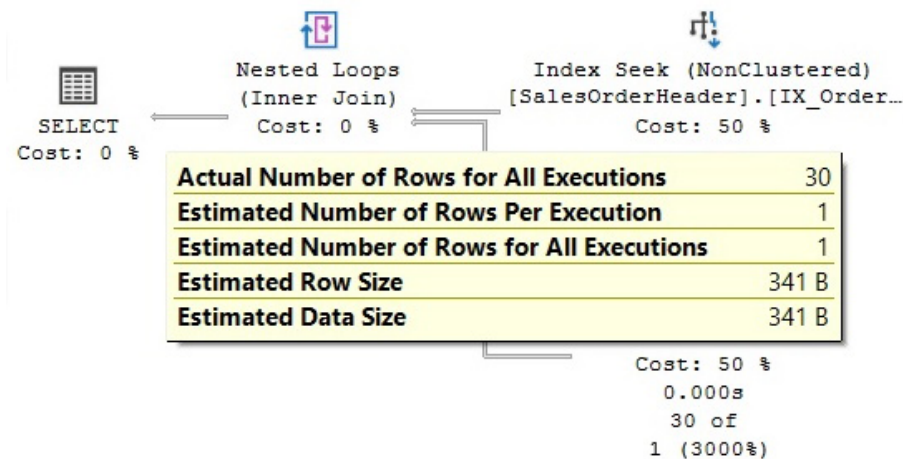 Nested Loops
(Inner Join)
Cost: 0 %
Index Seek (NonClustered)
[SalesOrderHeader].[IX_Order…
Cost: 50 %
SELECT
Cost: 0 %
Actual Number of Rows for All Executions 30
Estimated Number of Rows Per Execution 1
Estimated Number of Rows for All Executions 1
Estimated Row Size 341 B
Estimated Data Size 341 B
Cost: 50 %
0.000s
30 of
1 (3000%)